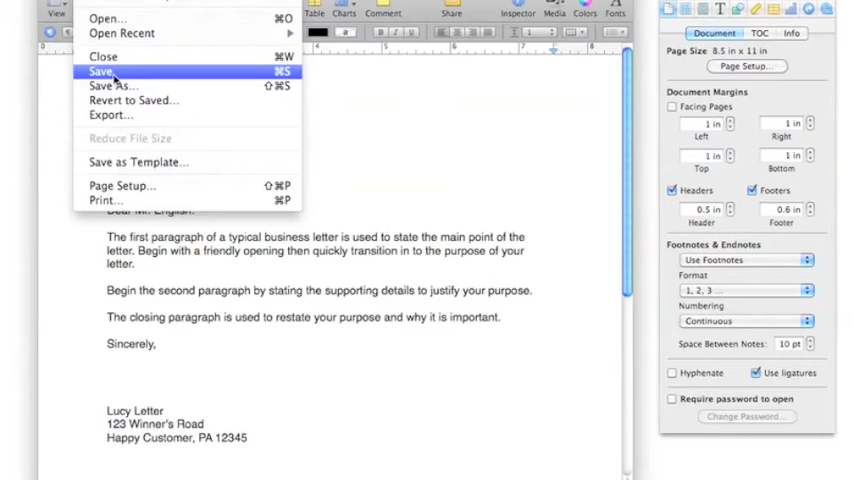 Open... ⌘O
Open Recent
Close ⌘W
Save ⌘S
Save As... ⇧⌘S
Revert to Saved...
Export...
Reduce File Size
Save as Template...
Page Setup... ⇧⌘P
Print... ⌘P
View Table Charts Comment Share Inspector Media Colors Fonts
B I U 1
0 4 5 6 7 8
Dear Mr. English:
The first paragraph of a typical business letter is used to state the main point of the
letter. Begin with a friendly opening then quickly transition in to the purpose of your
letter.
Begin the second paragraph by stating the supporting details to justify your purpose.
The closing paragraph is used to restate your purpose and why it is important.
Sincerely,
Lucy Letter
123 Winner's Road
Happy Customer, PA 12345
T
Document TOC Info
Page Size 8.5 in x 11 in
Page Setup...
Document Margins
Facing Pages
1 in 1 in
Left Right
1 in 1 in
Top Bottom
Headers Footers
0.5 in 0.6 in
Header Footer
Footnotes & Endnotes
Use Footnotes
Format
1, 2, 3 ...
Numbering
Continuous
Space Between Notes: 10 pt
Hyphenate Use ligatures
Require password to open
Change Password...